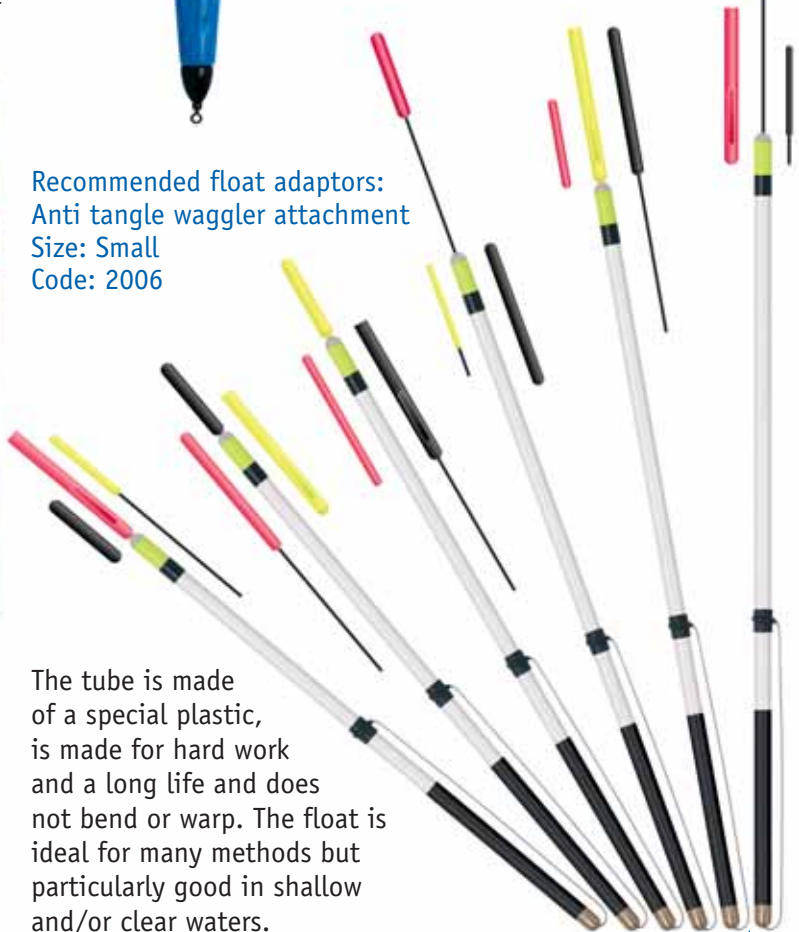 Recommended float adaptors:
Anti tangle waggler attachment
Size: Small
Code: 2006
The tube is made
of a special plastic,
is made for hard work
and a long life and does
not bend or warp. The float is
ideal for many methods but
particularly good in shallow
and/or clear waters.